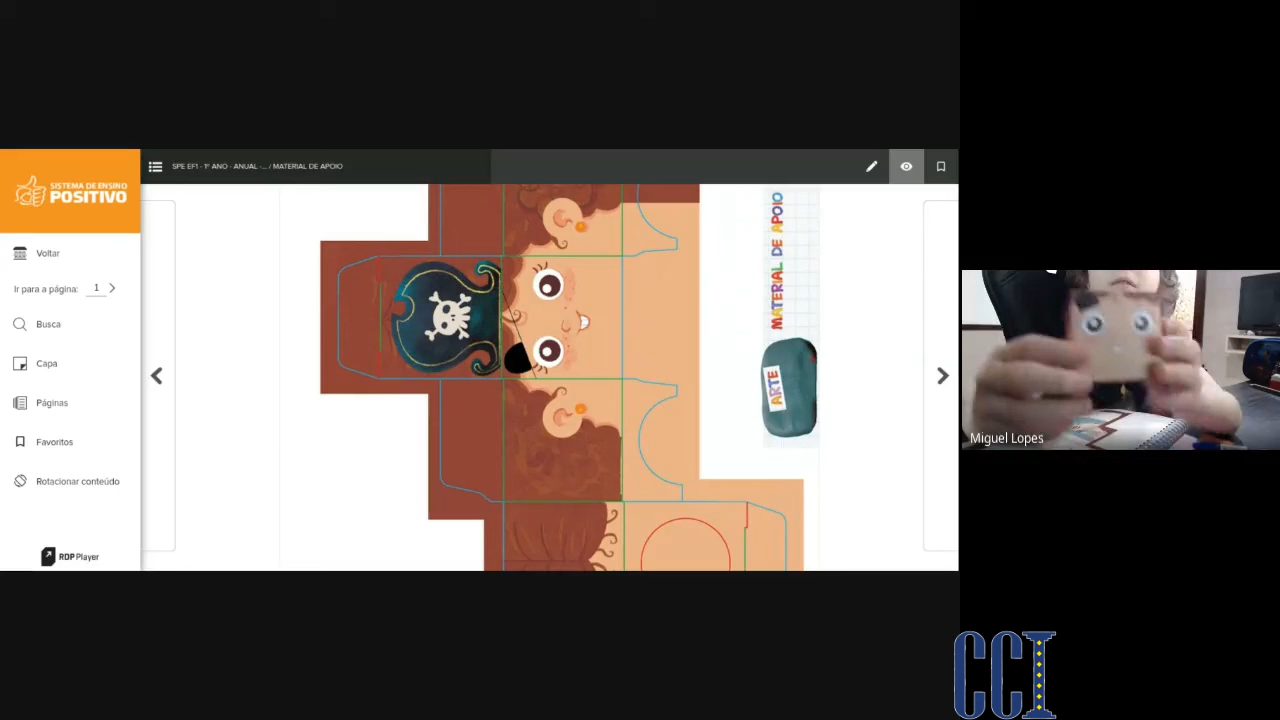 SISTEMA DE ENSINO
POSITIVO
SPE EF1 - 1º ANO - ANUAL -... / MATERIAL DE APOIO
Voltar
Ir para a página: 1
Busca
Capa
Páginas
Favoritos
Rotacionar conteúdo
RDP Player
MATERIAL DE APOIO
ARTE
Miguel Lopes
CCI